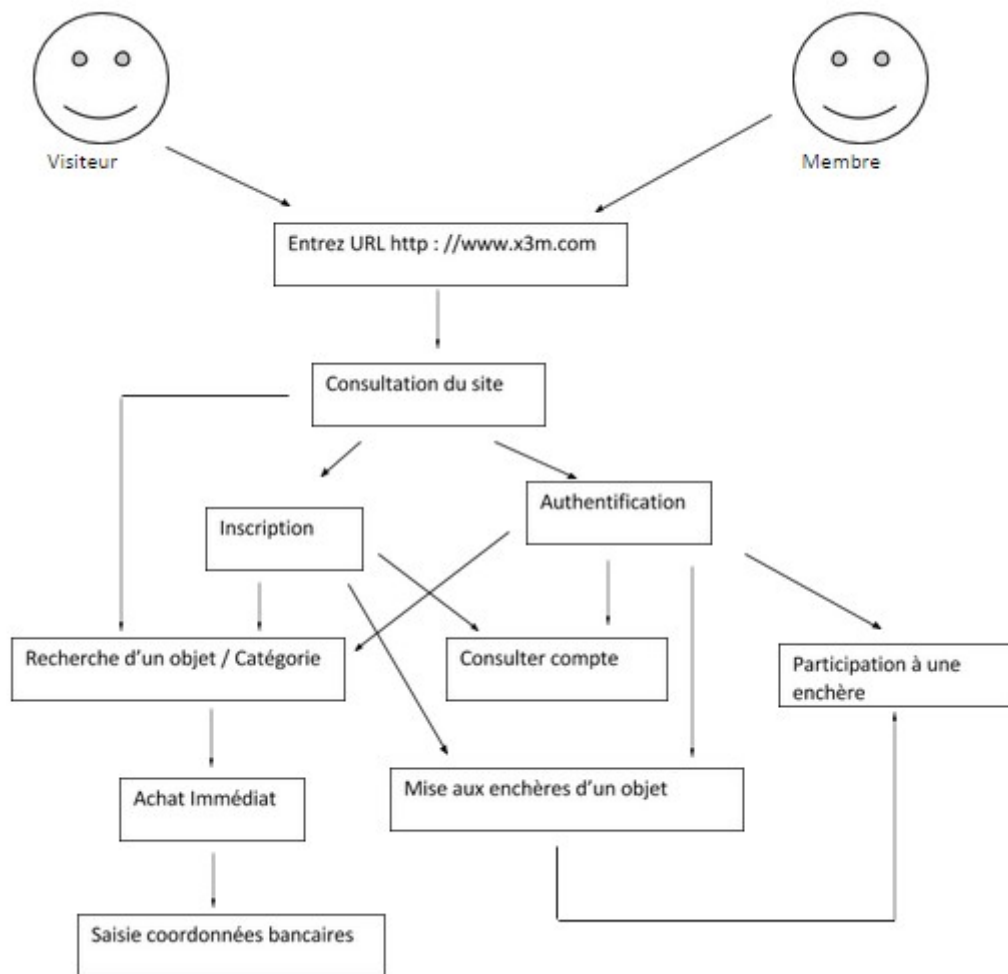 Visiteur
Membre
Entrez URL http : //www.x3m.com
Consultation du site
Authentification
Inscription
Recherche d'un objet / Catégorie
Consulter compte
Participation à une
enchère
Achat Immédiat
Mise aux enchères d'un objet
Saisie coordonnées bancaires